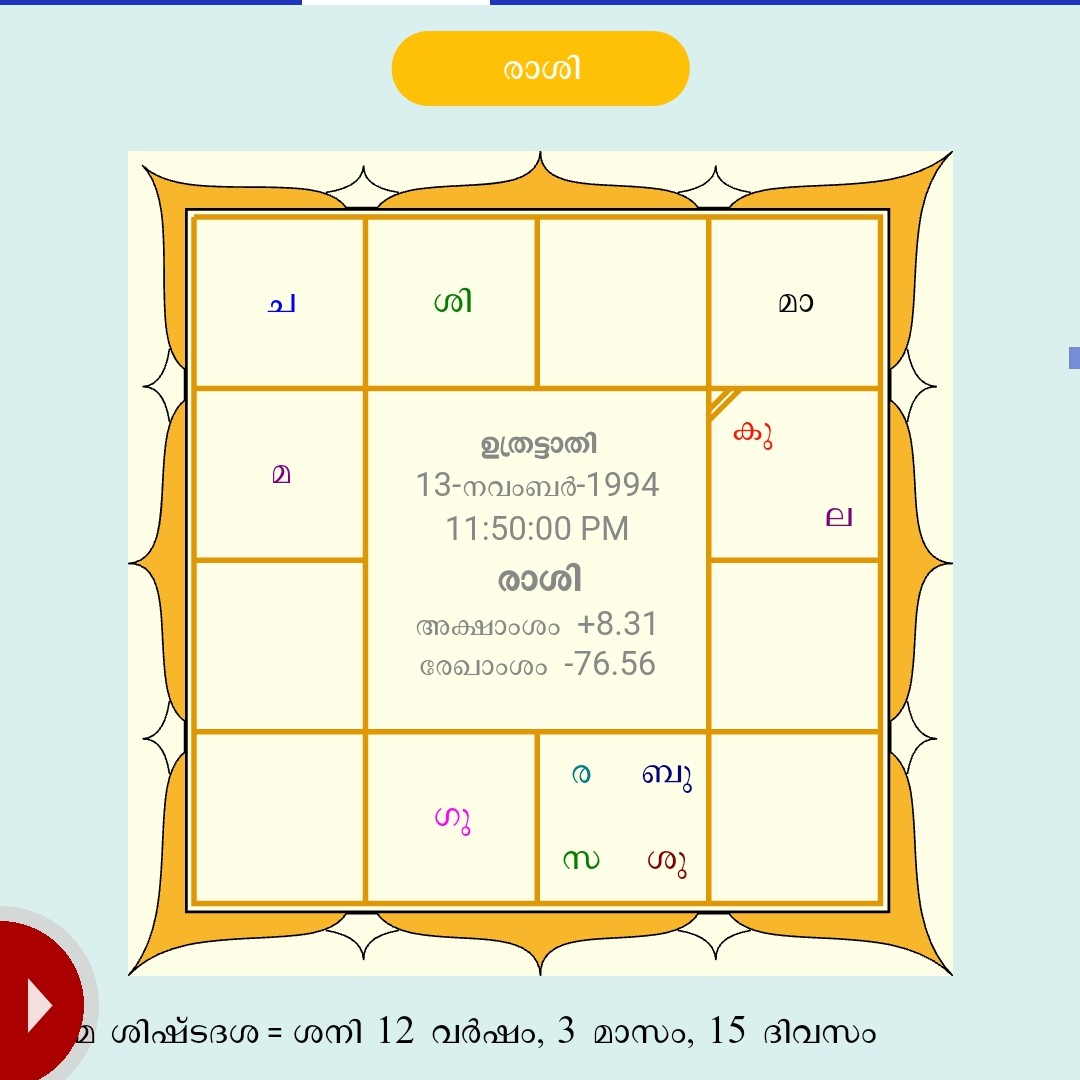 രാശി
ച ശി മാ
മ
കു
ല
ഉത്രട്ടാതി
13-നവംബർ-1994
11:50:00 PM
രാശി
അക്ഷാംശം +8.31
രേഖാംശം -76.56
ര ബു
ഗു
സ ശു
മ ശിഷ്ടദശ = ശനി 12 വർഷം, 3 മാസം, 15 ദിവസം